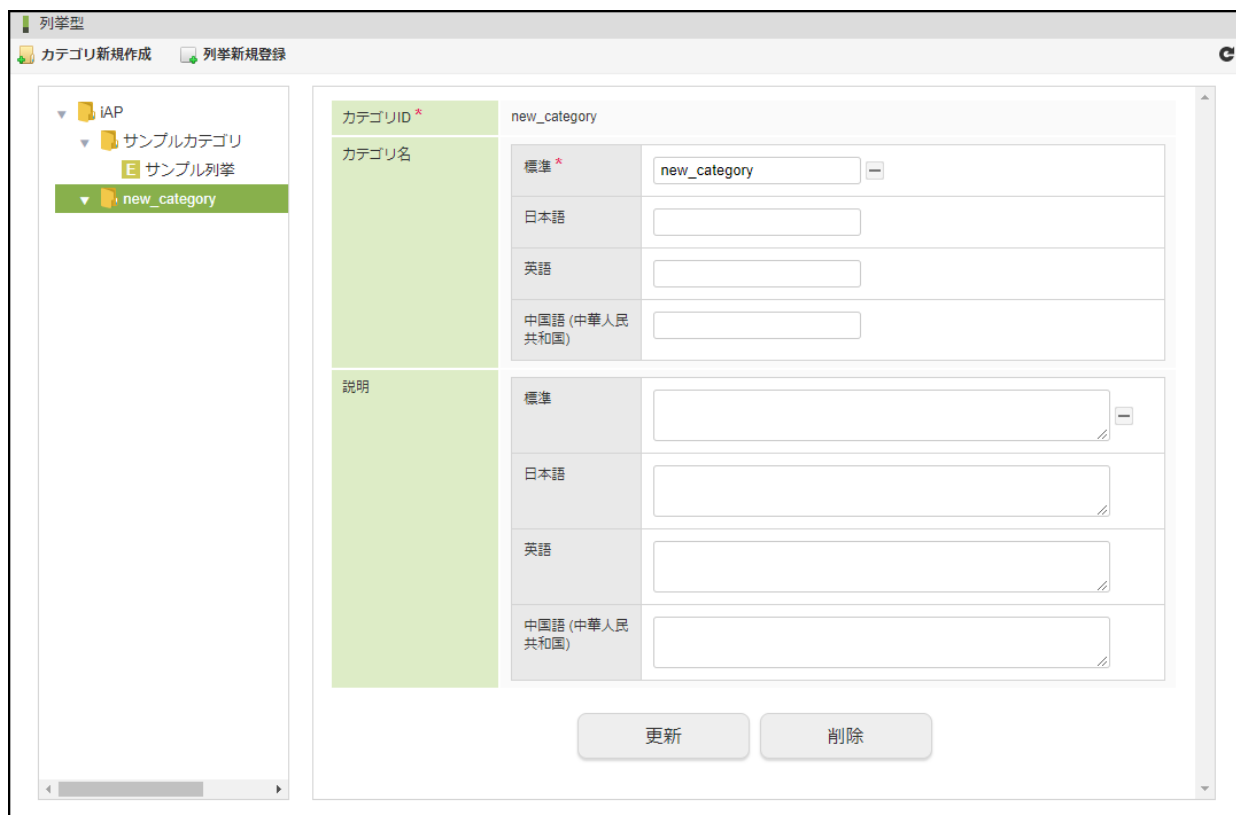 列挙型
カテゴリ新規作成 列挙新規登録
iAP
サンプルカテゴリ
E サンプル列挙
new_category
カテゴリID * new_category
カテゴリ名
標準 * new_category
日本語
英語
中国語 (中華人民
共和国)
説明
標準
日本語
英語
中国語 (中華人民
共和国)
更新 削除